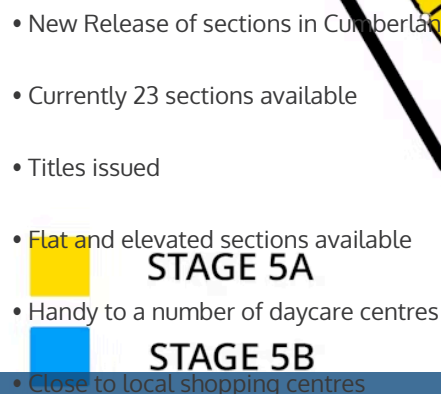 • New Release of sections in Cumberlan
• Currently 23 sections available
• Titles issued
• Flat and elevated sections available
STAGE 5A
• Handy to a number of daycare centres
STAGE 5B
• Close to local shopping centres